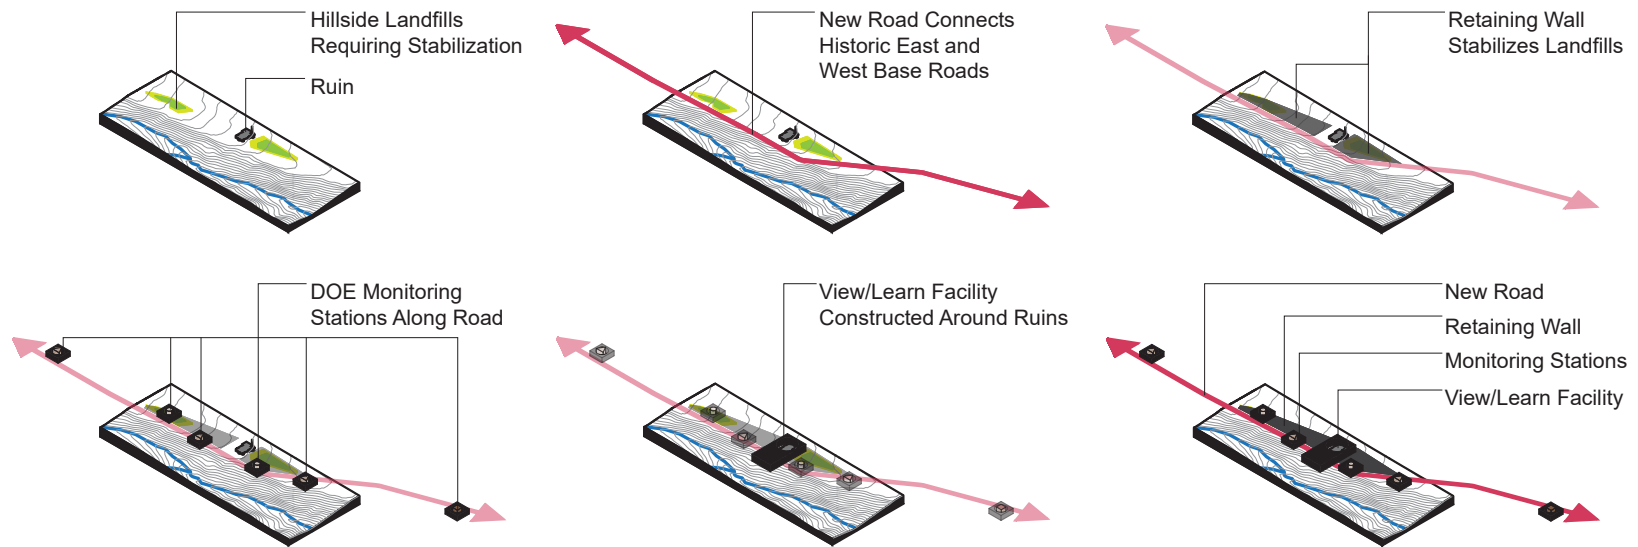 Hillside Landfills
Requiring Stabilization
Ruin
New Road Connects
Historic East and
West Base Roads
Retaining Wall
Stabilizes Landfills
DOE Monitoring
Stations Along Road
View/Learn Facility
Constructed Around Ruins
New Road
Retaining Wall
Monitoring Stations
View/Learn Facility